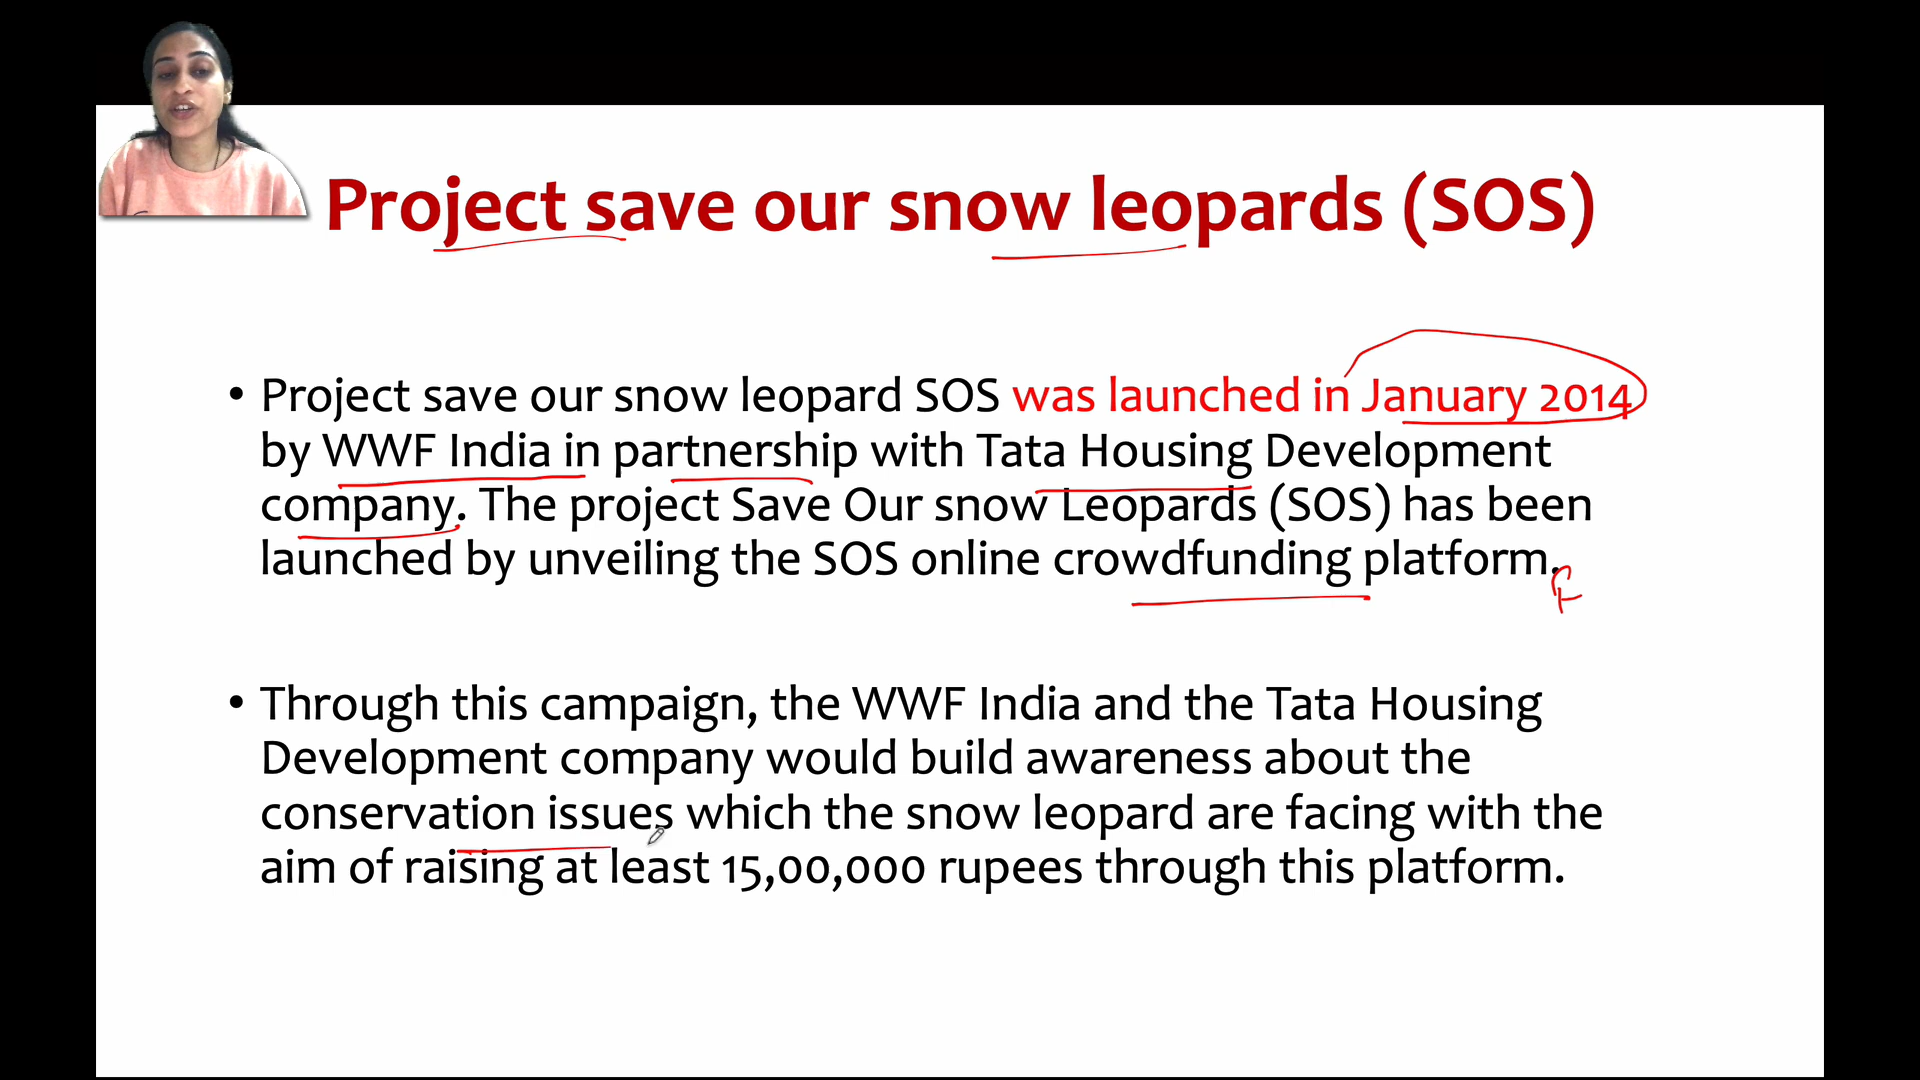 Project save our snow leopards (SOS)
• Project save our snow leopard SOS was launched in January 2014
by WWF India in partnership with Tata Housing Development
company. The project Save Our snow Leopards (SOS) has been
launched by unveiling the SOS online crowdfunding platform.
• Through this campaign, the WWF India and the Tata Housing
Development company would build awareness about the
conservation issues which the snow leopard are facing with the
aim of raising at least 15,00,000 rupees through this platform.